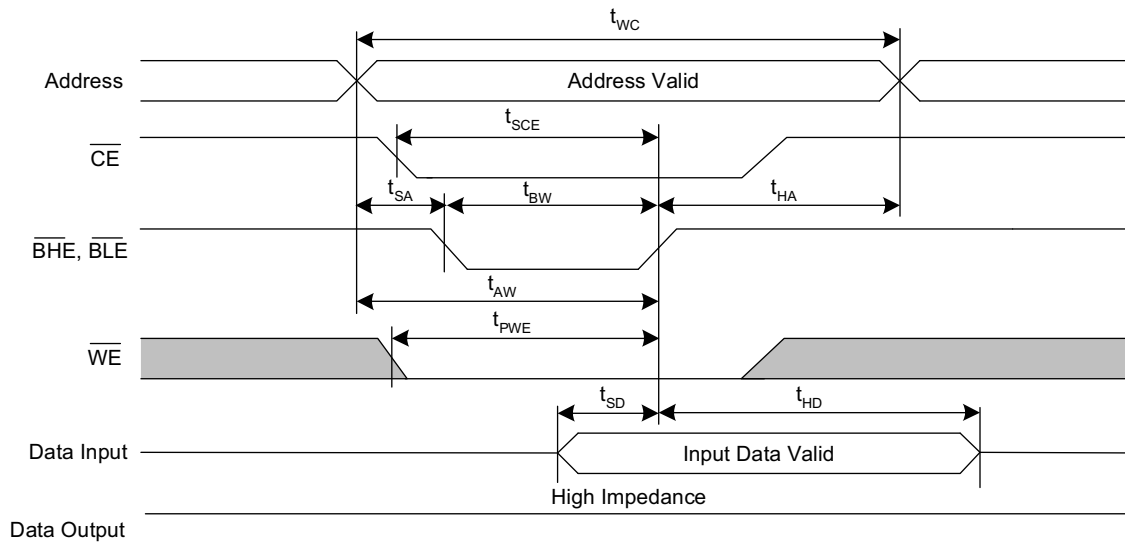 tWC
Address
Address Valid
tSCE
CE
tSA
tBW
tHA
BHE, BLE
tAW
tPWE
WE
tSD
tHD
Data Input
Input Data Valid
High Impedance
Data Output